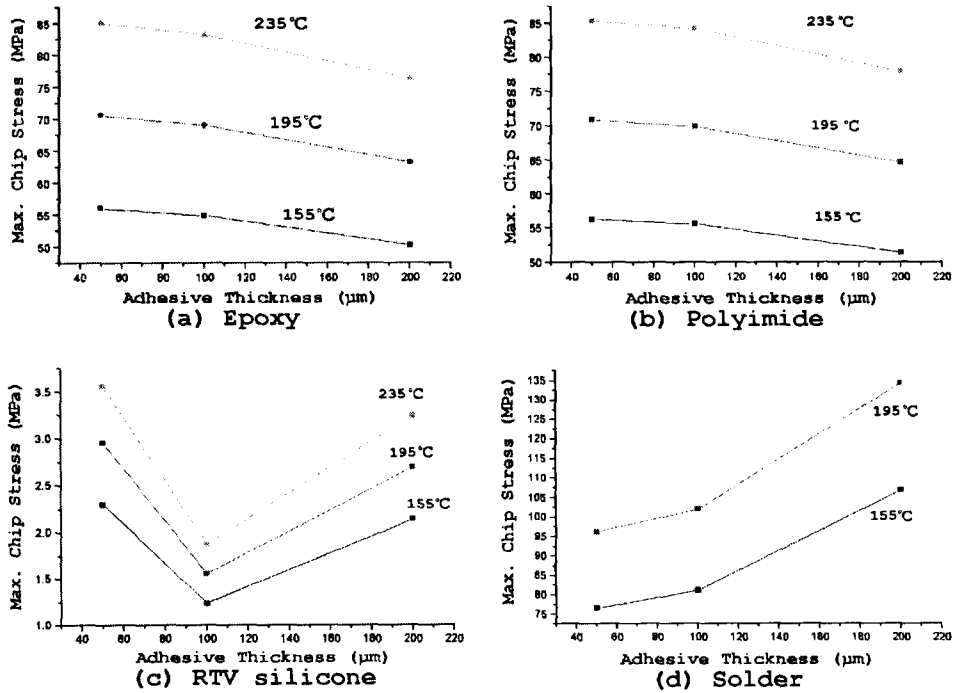 Max. Chip Stress (MPa)
85
80
75
70
65
60
55
50
235℃
195℃
155℃
40 60 80 100 120 140 160 180 200 220
Adhesive Thickness (µm)
(a) Epoxy
Max. Chip Stress (MPa)
85
80
75
70
65
60
55
50
235℃
195℃
155℃
40 60 80 100 120 140 160 180 200 220
Adhesive Thickness (µm)
(b) Polyimide
Max. Chip Stress (MPa)
3.5
3.0
2.5
2.0
1.5
1.0
235℃
195℃
155℃
40 60 80 100 120 140 160 180 200 220
Adhesive Thickness (µm)
(c) RTV silicone
Max. Chip Stress (MPa)
135
130
125
120
115
110
105
100
95
90
85
80
75
195℃
155℃
40 60 80 100 120 140 160 180 200 220
Adhesive Thickness (µm)
(d) Solder